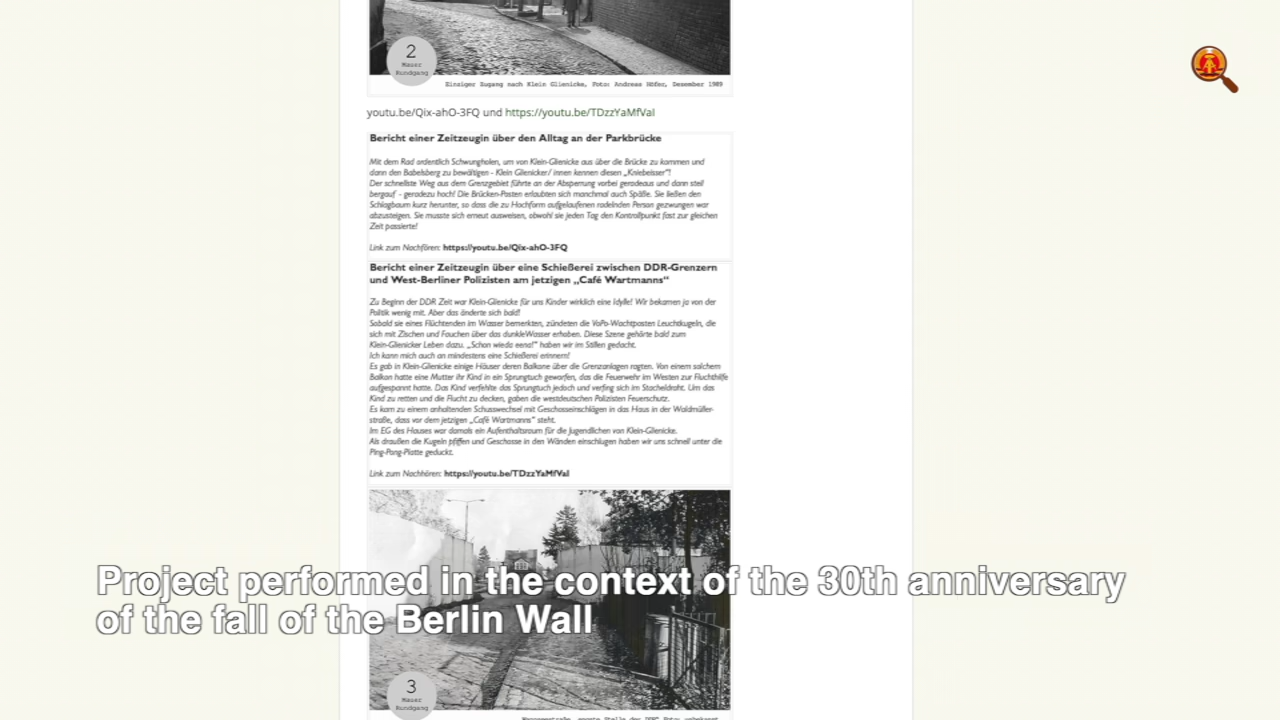 2
Mauer
Rundgang
Einziger Zugang nach Klein Glienicke, Foto: Andreas Höfer, Dezember 1989
youtu.be/Qix-ahO-3FQ und https://youtu.be/TDzzYaMfVaI
Bericht einer Zeitzeugin über den Alltag an der Parkbrücke
Mit dem Rad ordentlich Schwungholen, um von Klein-Glienicke aus über die Brücke zu kommen und
dann den Babelsberg zu bewältigen - Klein Glienicker/ innen kennen diesen „Kniebeisser“!
Der schnellste Weg aus dem Grenzgebiet führte an der Absperrung vorbei geradeaus und dann steil
bergauf - geradezu hoch! Die Brücken-Posten erlaubten sich manchmal auch Späße. Sie ließen den
Schlagbaum kurz herunter, so dass die zu Hochform aufgelaufenen radelnden Person gezwungen war
abzusteigen. Sie musste sich erneut ausweisen, obwohl sie jeden Tag den Kontrollpunkt fast zur gleichen
Zeit passierte!
Link zum Nachfören: https://youtu.be/Qix-ahO-3FQ
Bericht einer Zeitzeugin über eine Schießerei zwischen DDR-Grenzern
und West-Berliner Polizisten am jetzigen „Café Wartmanns“
Zu Beginn der DDR Zeit war Klein-Glienicke für uns Kinder wirklich eine Idylle! Wir bekamen ja von der
Politik wenig mit. Aber das änderte sich bald!
Sobald sie eines Flüchtenden im Wasser bemerkten, zündeten die VoPo-Wachtposten Leuchtkugeln, die
sich mit Zischen und Fauchen über das dunkleWasser erhoben. Diese Szene gehörte bald zum
Klein-Glienicker Leben dazu. „Schon wieda eena!“ haben wir im Stillen gedacht.
Ich kann mich auch an mindestens eine Schießerei erinnern!
Es gab in Klein-Glienicke einige Häuser deren Balkone über die Grenzanlagen ragten. Von einem solchem
Balkon hatte eine Mutter ihr Kind in ein Sprungtuch geworfen, das die Feuerwehr im Westen zur Fluchthilfe
aufgespannt hatte. Das Kind verfehlte das Sprungtuch jedoch und verfing sich im Stacheldraht. Um das
Kind zu retten und die Flucht zu decken, gaben die westdeutschen Polizisten Feuerschutz.
Es kam zu einem anhaltenden Schusswechsel mit Geschosseinschlägen in das Haus in der Waldmüller-
straße, dass vor dem jetzigen „Café Wartmanns“ steht.
Im EG des Hauses war damals ein Aufenthaltsraum für die Jugendlichen von Klein-Glienicke.
Als draußen die Kugeln pfiffen und Geschosse in den Wänden einschlugen haben wir uns schnell unter die
Ping-Pong-Platte geduckt.
Link zum Nachhören: https://youtu.be/TDzzYaMfVaI
Project performed in the context of the 30th anniversary
of the fall of the Berlin Wall
3
Mauer
Rundgang